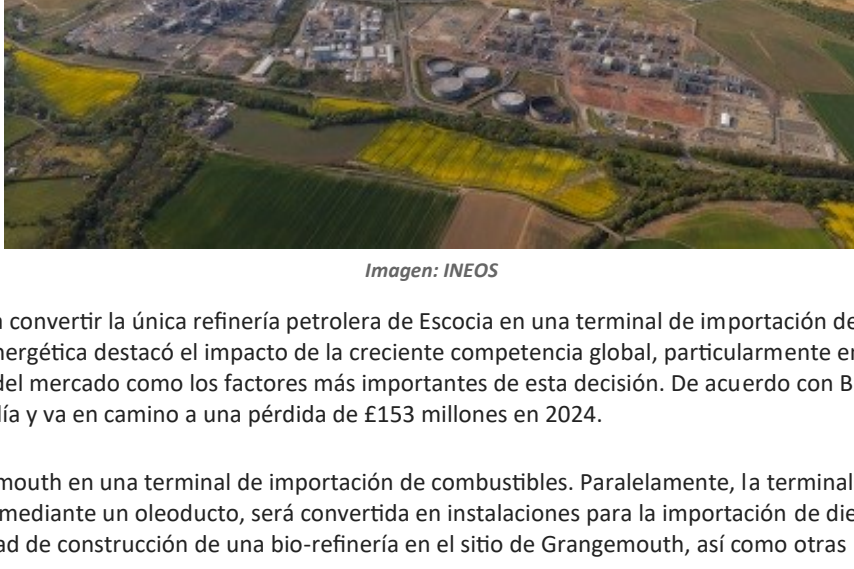 Imagen: INEOS
convertir la única refinería petrolera de Escocia en una terminal de importación de
destacó el impacto de la creciente competencia global, particularmente en
del mercado como los factores más importantes de esta decisión. De acuerdo con B
y va en camino a una pérdida de £153 millones en 2024.
mouth en una terminal de importación de combustibles. Paralelamente, la terminal
mediante un oleoducto, será convertida en instalaciones para la importación de die
ad de construcción de una bio-refinería en el sitio de Grangemouth, así como otras